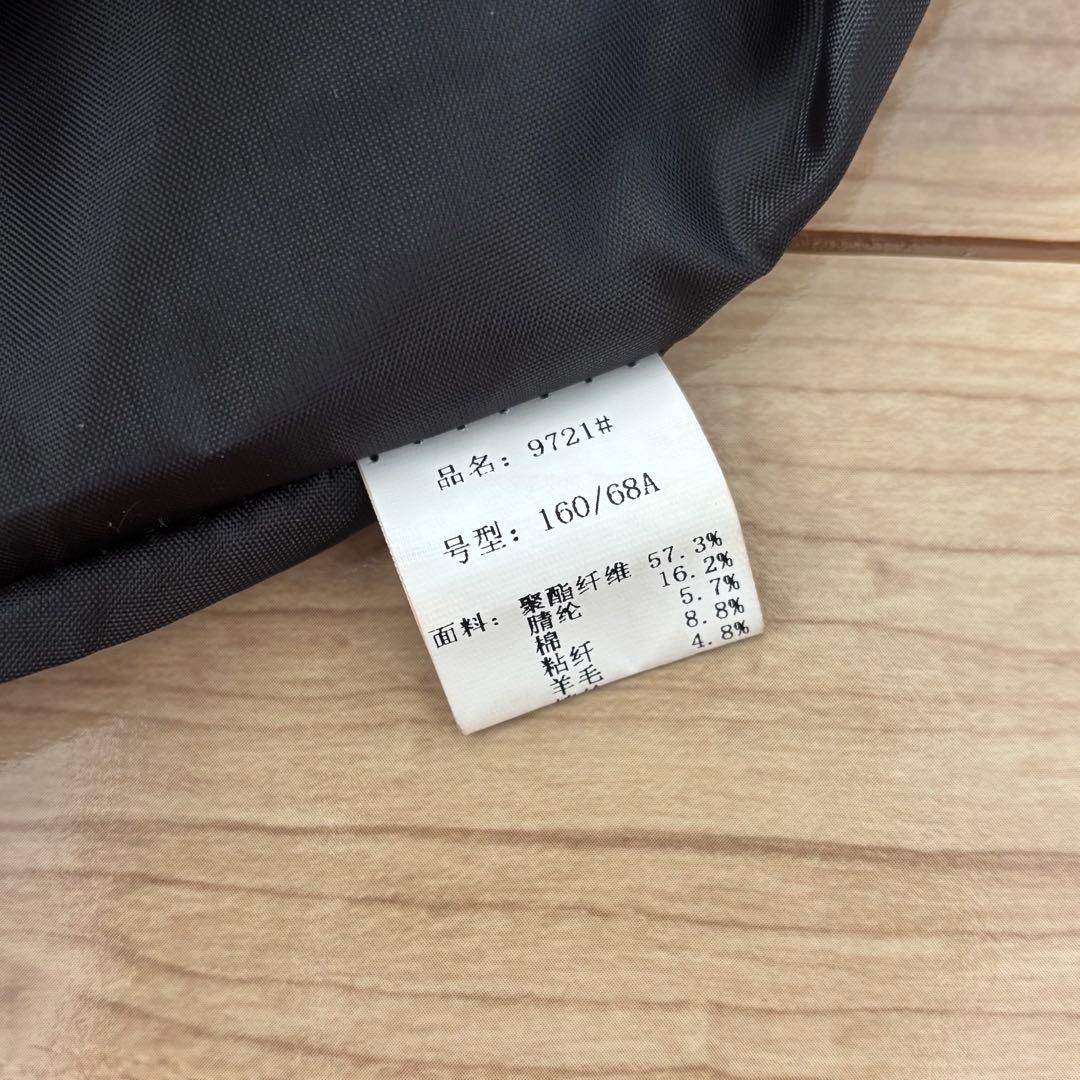 品名: 9721#
号型: 160/68A
面料: 聚酯纤维 57.3%
腈纶 16.2%
棉 5.7%
粘纤 8.8%
羊毛 4.8%